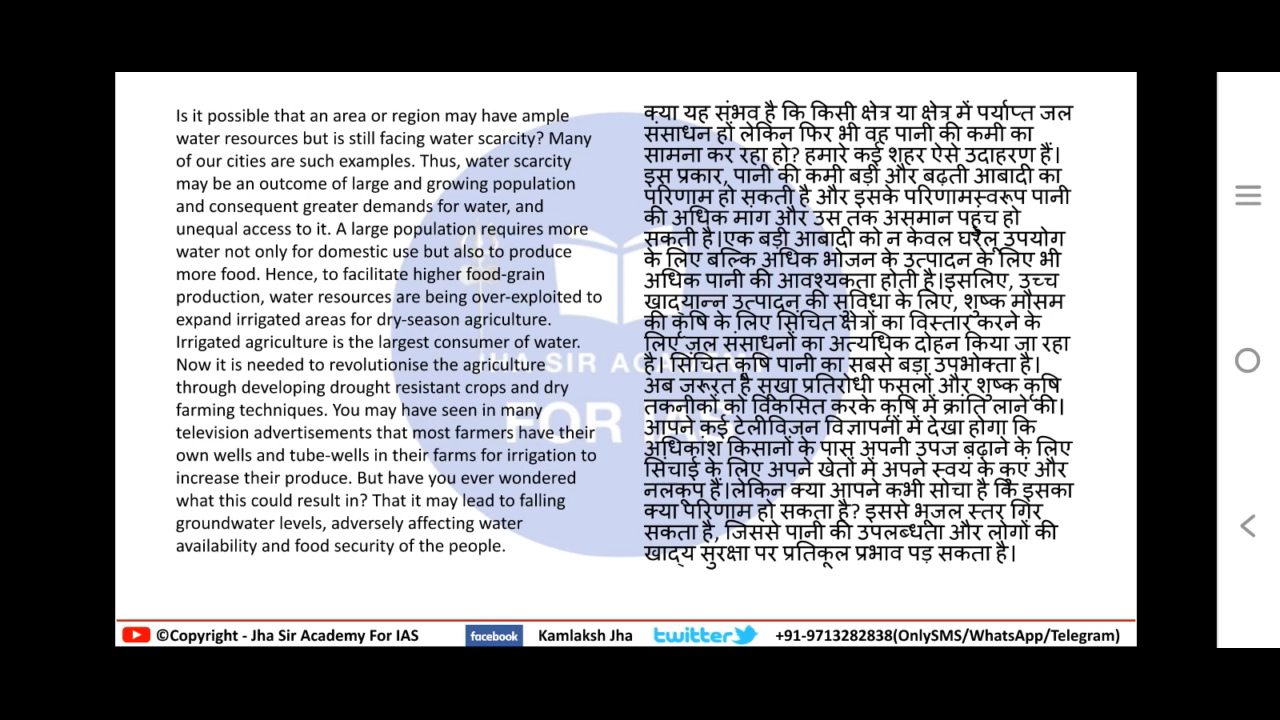 Is it possible that an area or region may have ample
water resources but is still facing water scarcity? Many
of our cities are such examples. Thus, water scarcity
may be an outcome of large and growing population
and consequent greater demands for water, and
unequal access to it. A large population requires more
water not only for domestic use but also to produce
more food. Hence, to facilitate higher food-grain
production, water resources are being over-exploited to
expand irrigated areas for dry-season agriculture.
Irrigated agriculture is the largest consumer of water.
Now it is needed to revolutionise the agriculture
through developing drought resistant crops and dry
farming techniques. You may have seen in many
television advertisements that most farmers have their
own wells and tube-wells in their farms for irrigation to
increase their produce. But have you ever wondered
what this could result in? That it may lead to falling
groundwater levels, adversely affecting water
availability and food security of the people.
क्या यह संभव है कि किसी क्षेत्र या क्षेत्र में पर्याप्त जल
संसाधन हों लेकिन फिर भी वह पानी की कमी का
सामना कर रहा हो? हमारे कई शहर ऐसे उदाहरण हैं।
इस प्रकार, पानी की कमी बड़ी और बढ़ती आबादी का
परिणाम हो सकती है और इसके परिणामस्वरूप पानी
की अधिक मांग और उस तक असमान पहुंच हो
सकती है।एक बड़ी आबादी को न केवल घरेलू उपयोग
के लिए बल्कि अधिक भोजन के उत्पादन के लिए भी
अधिक पानी की आवश्यकता होती है।इसलिए, उच्च
खाद्यान्न उत्पादन की सुविधा के लिए, शुष्क मौसम
की कृषि के लिए सिंचित क्षेत्रों का विस्तार करने के
लिए जल संसाधनों का अत्यधिक दोहन किया जा रहा
है। सिंचित कृषि पानी का सबसे बड़ा उपभोक्ता है।
अब जरूरत है सूखा प्रतिरोधी फसलों और शुष्क कृषि
तकनीकों को विकसित करके कृषि में क्रांति लाने की।
आपने कई टेलीविजन विज्ञापनों में देखा होगा कि
अधिकांश किसानों के पास अपनी उपज बढ़ाने के लिए
सिंचाई के लिए अपने खेतों में अपने स्वयं के कुएं और
नलकूप हैं।लेकिन क्या आपने कभी सोचा है कि इसका
क्या परिणाम हो सकता है? इससे भूजल स्तर गिर
सकता है, जिससे पानी की उपलब्धता और लोगों की
खाद्य सुरक्षा पर प्रतिकूल प्रभाव पड़ सकता है।
JHA SIR ACADEMY
FOR IAS
©Copyright - Jha Sir Academy For IAS
facebook
Kamlaksh Jha
twitter
+91-9713282838(OnlySMS/WhatsApp/Telegram)